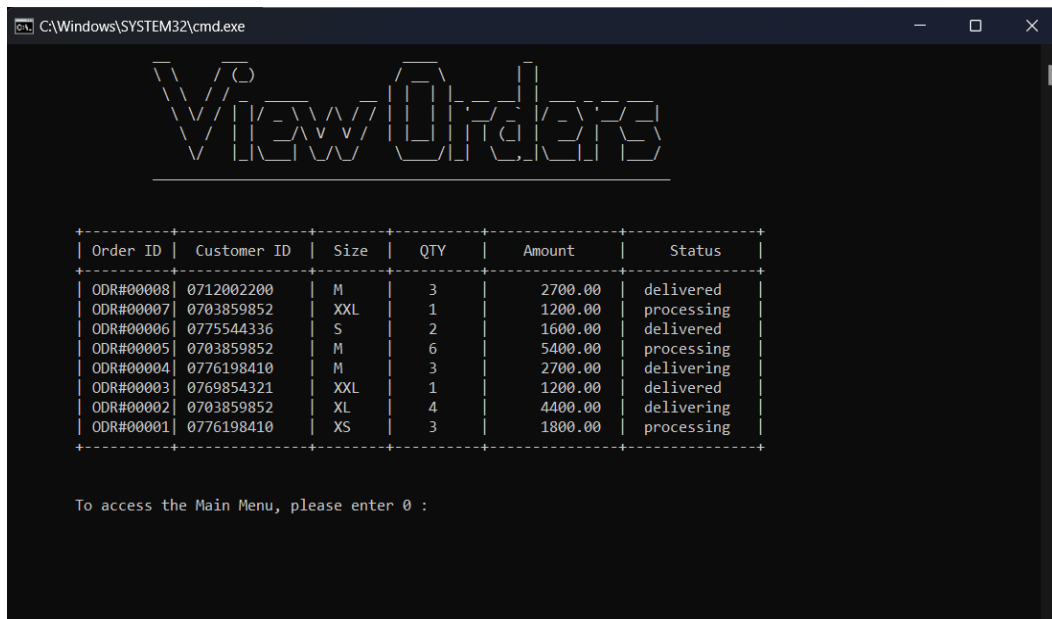 C:\Windows\SYSTEM32\cmd.exe
View Orders
Order ID | Customer ID | Size | QTY | Amount | Status
ODR#00008| 0712002200 | M | 3 | 2700.00 | delivered
ODR#00007| 0703859852 | XXL | 1 | 1200.00 | processing
ODR#00006| 0775544336 | S | 2 | 1600.00 | delivered
ODR#00005| 0703859852 | M | 6 | 5400.00 | processing
ODR#00004| 0776198410 | M | 3 | 2700.00 | delivering
ODR#00003| 0769854321 | XXL | 1 | 1200.00 | delivered
ODR#00002| 0703859852 | XL | 4 | 4400.00 | delivering
ODR#00001| 0776198410 | XS | 3 | 1800.00 | processing
To access the Main Menu, please enter 0 :